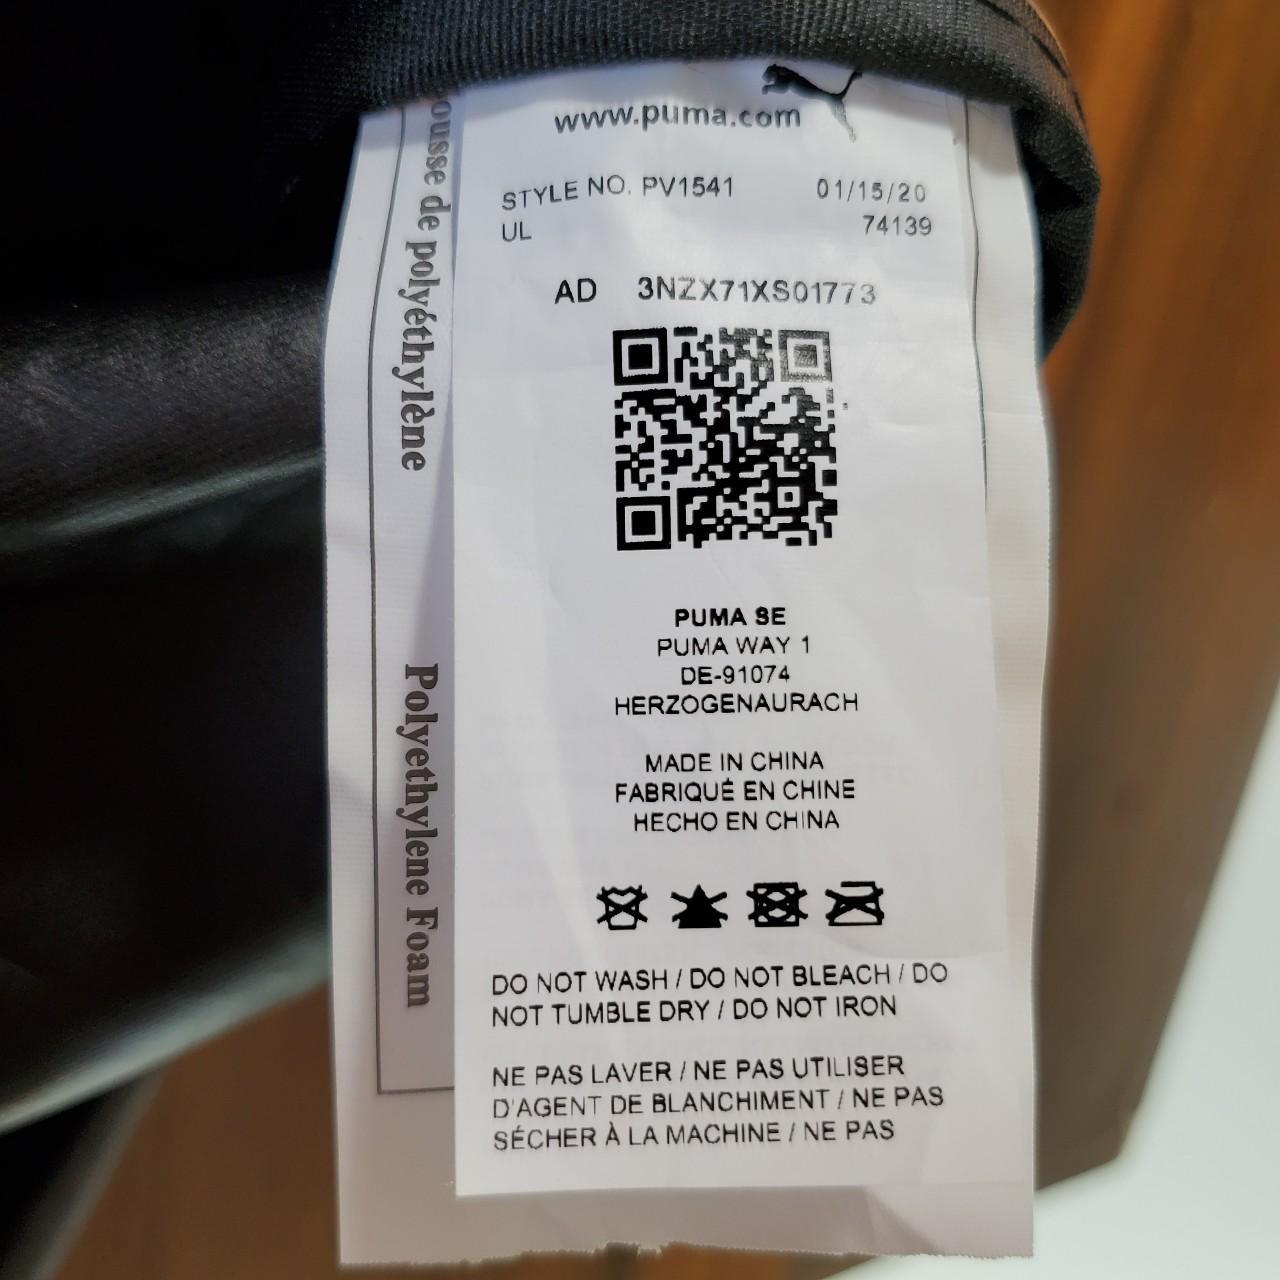 www.puma.com
STYLE NO. PV1541 01/15/20
UL 74139
AD 3NZX71XS01773
PUMA SE
PUMA WAY 1
DE-91074
HERZOGENAURACH
MADE IN CHINA
FABRIQUÉ EN CHINE
HECHO EN CHINA
DO NOT WASH / DO NOT BLEACH / DO
NOT TUMBLE DRY / DO NOT IRON
NE PAS LAVER / NE PAS UTILISER
D'AGENT DE BLANCHIMENT / NE PAS
SÉCHER À LA MACHINE / NE PAS
ousse de polyéthylène
Polyethylene Foam